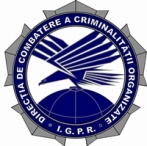 DIRECȚIA DE COMBATERE A CRIMINALITĂȚII ORGANIZATE
I.G.P.R.